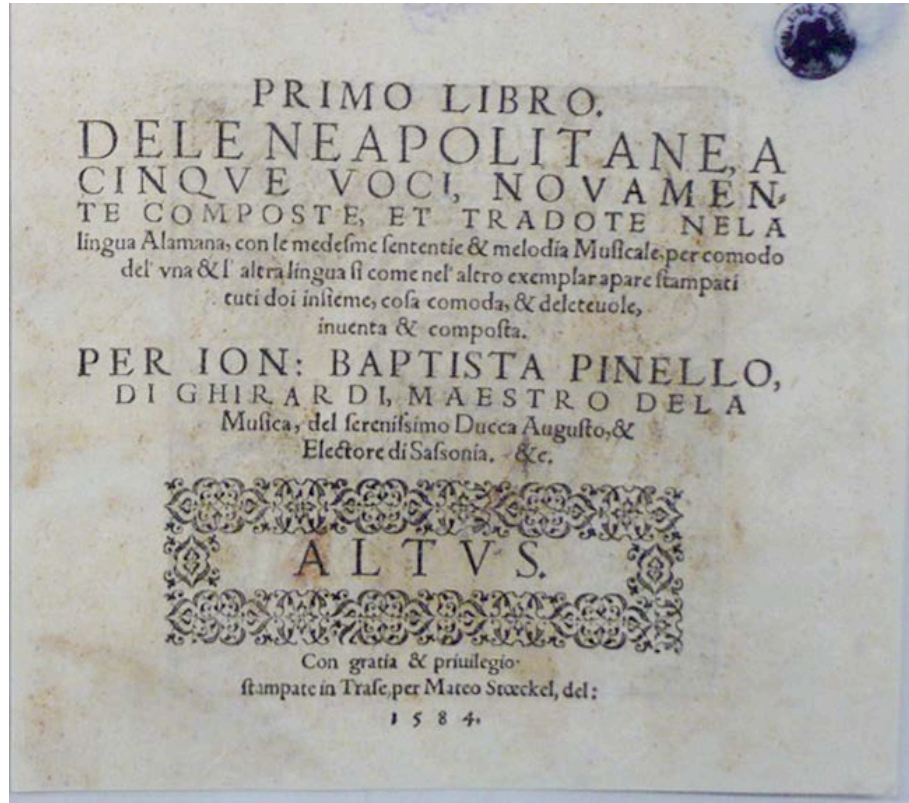 PRIMO LIBRO.
DELE NEAPOLITANE, A
CINQVE VOCI, NOVAMEN-
TE COMPOSTE, ET TRADOTE NELA
lingua Alamana, con le medeſme ſententie & melodia Muſicale, per comodo
del' vna & l' altra lingua ſi come nel' altro exemplar apare ſtampati
tuti doi inſieme, coſa comoda, & deleteuole,
inuenta & compoſta.
PER ION: BAPTISTA PINELLO,
DI GHIRARDI, MAESTRO DELA
Muſica, del ſereniſsimo Ducca Auguſto, &
Electore di Saſsonia. &c.
ALTVS.
Con gratia & priuilegio.
ſtampate in Traſe, per Mateo Stœckel, del:
1584.